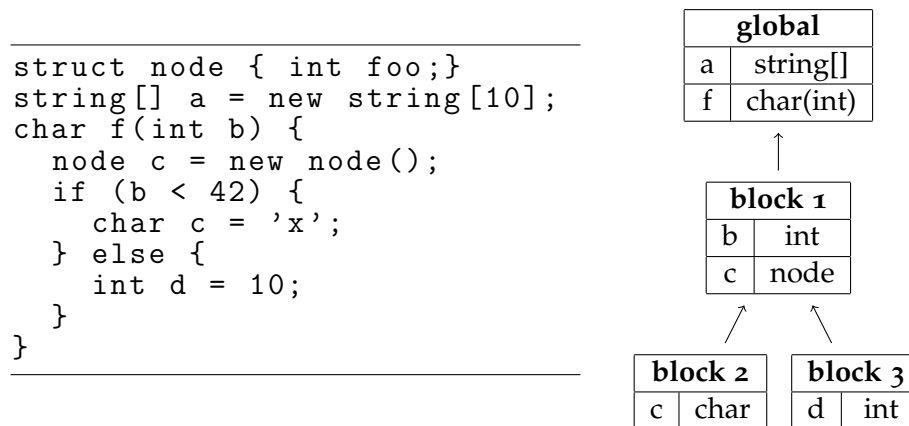 struct node { int foo;}
string[] a = new string[10];
char f(int b) {
  node c = new node();
  if (b < 42) {
    char c = 'x';
  } else {
    int d = 10;
  }
}
global
a string[]
f char(int)
block 1
b int
c node
block 2
c char
block 3
d int